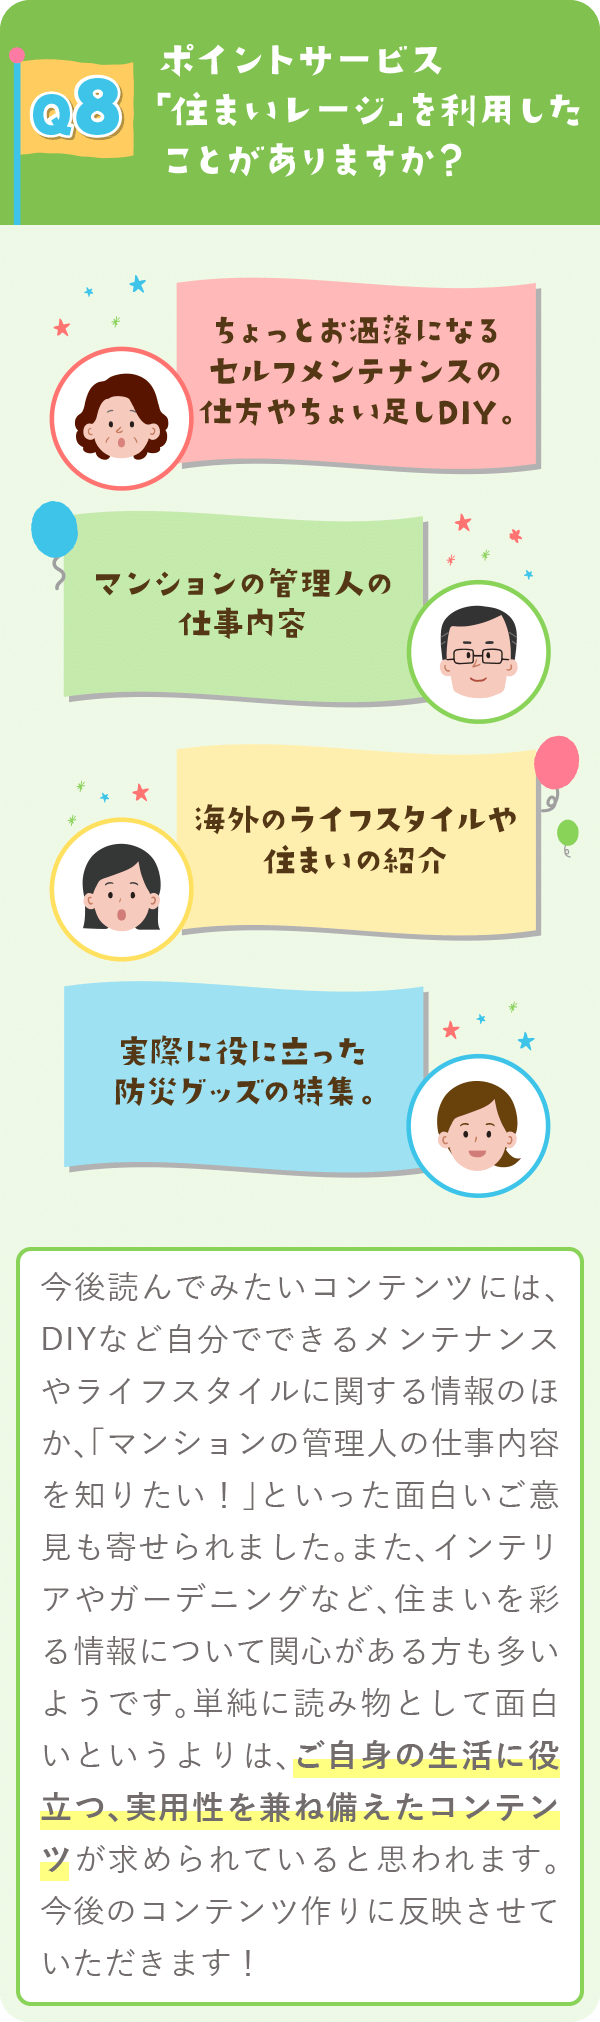 Q8
ポイントサービス
「住まいレージ」を利用した
ことがありますか?
ちょっとお洒落になる
セルフメンテナンスの
仕方やちょい足しDIY。
マンションの管理人の
仕事内容
海外のライフスタイルや
住まいの紹介
実際に役に立った
防災グッズの特集。
今後読んでみたいコンテンツには、
DIYなど自分でできるメンテナンス
やライフスタイルに関する情報のほ
か、「マンションの管理人の仕事内容
を知りたい！」といった面白いご意
見も寄せられました。また、インテリ
アやガーデニングなど、住まいを彩
る情報について関心がある方も多い
ようです。単純に読み物として面白
いというよりは、ご自身の生活に役
立つ、実用性を兼ね備えたコンテン
ツが求められていると思われます。
今後のコンテンツ作りに反映させて
いただきます！